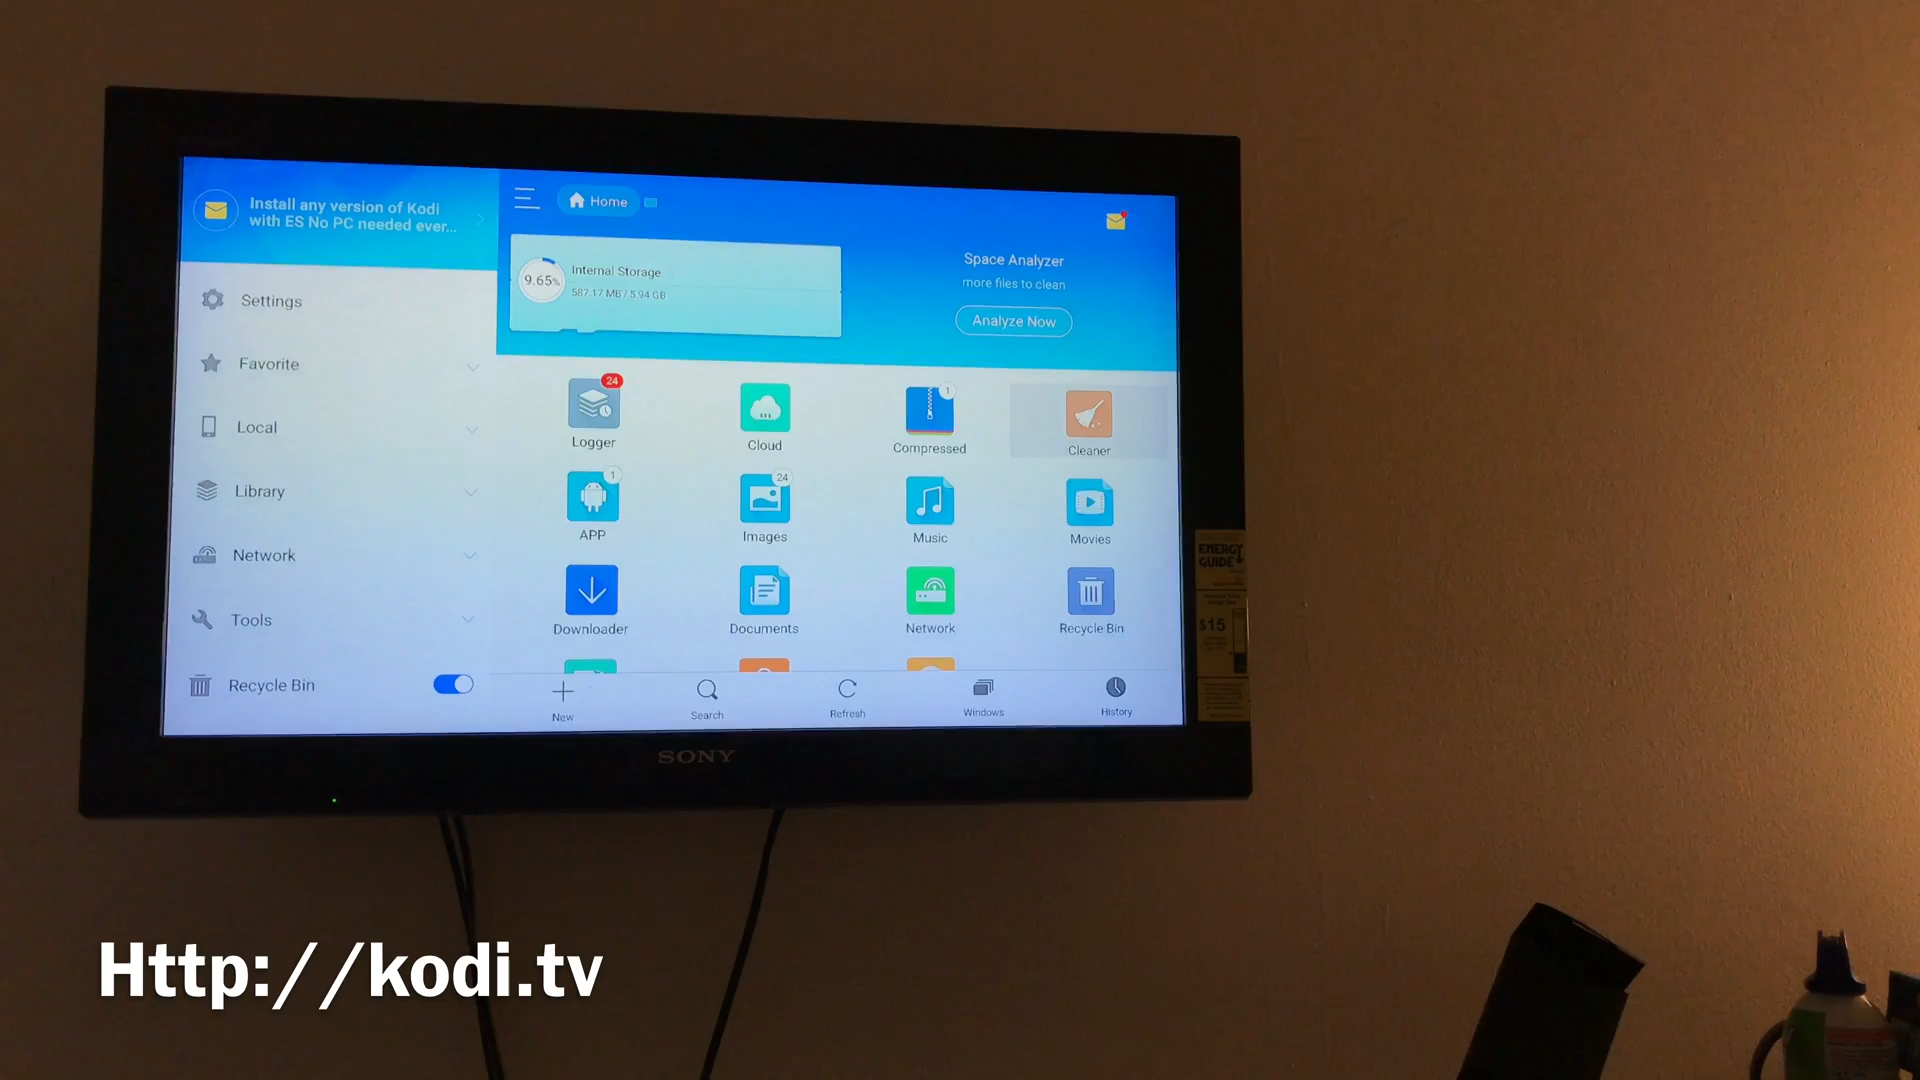 Install any version of Kodi
with ES No PC needed ever...
Home
Internal Storage
9.65%
587.17 MB / 5.94 GB
Space Analyzer
more files to clean
Analyze Now
Settings
Favorite
Local
Library
Network
Tools
Recycle Bin
24
Logger
Cloud
1
Compressed
Cleaner
1
APP
24
Images
Music
Movies
Downloader
Documents
Network
Recycle Bin
New
Search
Refresh
Windows
History
SONY
ENERGY
GUIDE
$15
Http://kodi.tv